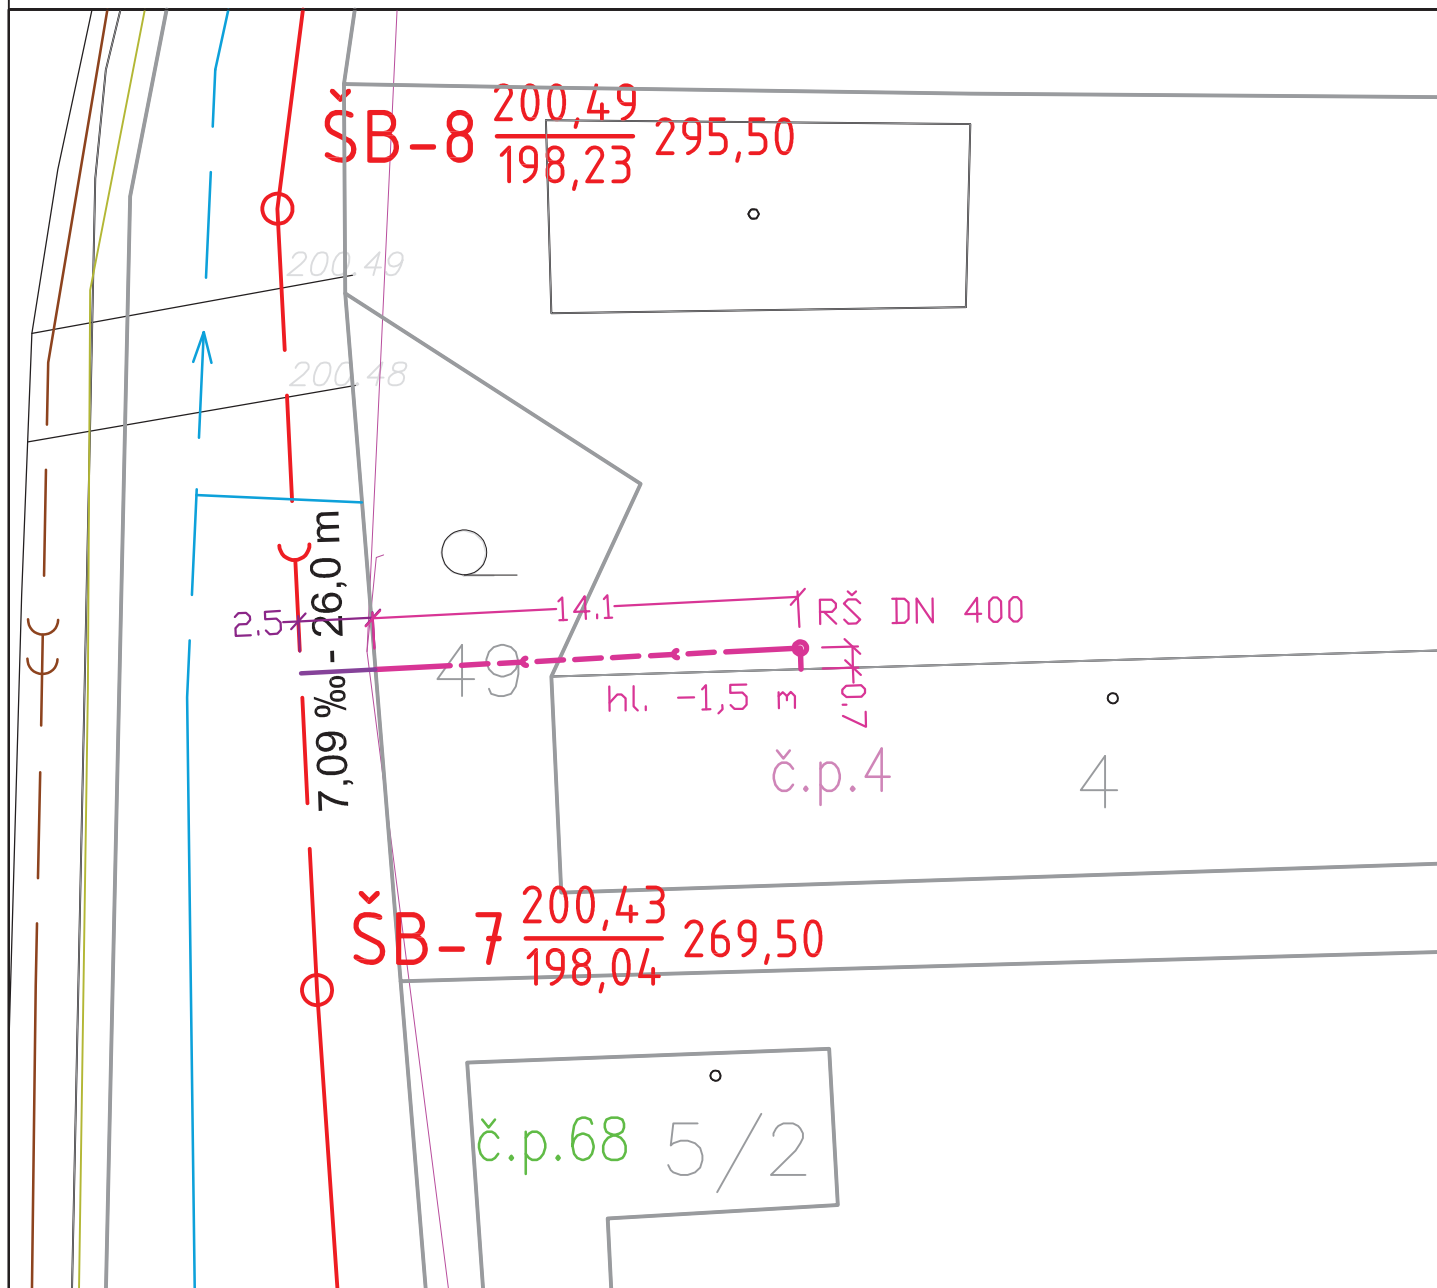 ŠB-8 200,49 295,50
198,23
200.49
200.48
7,09 ‰ - 26,0 m
2.5
14.1
RŠ DN 400
49
hl. -1,5 m
0.7
č.p.4
4
ŠB-7 200,43 269,50
198,04
č.p.68
5/2